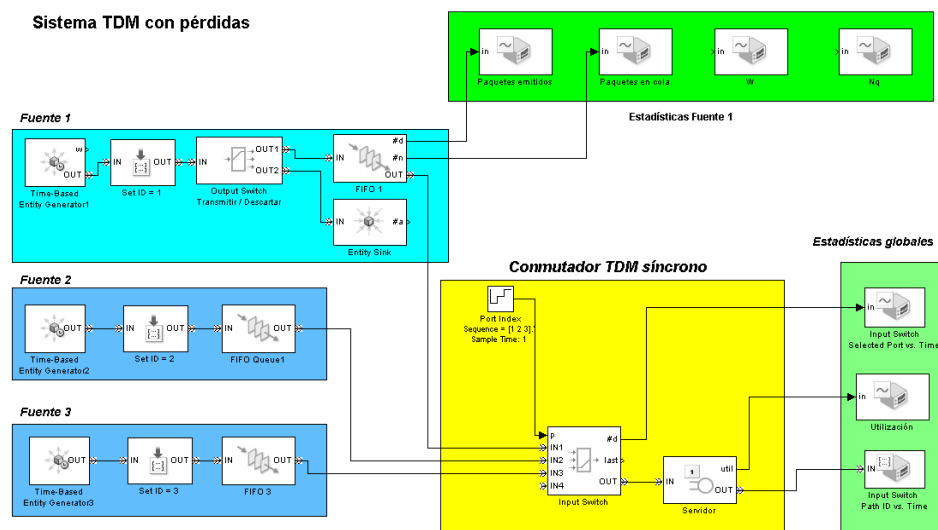 Sistema TDM con pérdidas
in
Paquetes emitidos
in
Paquetes en cola
W
Nq
Estadísticas Fuente 1
Fuente 1
w
OUT
Time-Based
Entity Generator1
IN
OUT
Set ID = 1
IN
OUT1
OUT2
Output Switch
Transmitir / Descartar
IN
#d
#n
OUT
FIFO 1
IN
#a
Entity Sink
Fuente 2
OUT
Time-Based
Entity Generator2
IN
OUT
Set ID = 2
IN
OUT
FIFO Queue1
Fuente 3
OUT
Time-Based
Entity Generator3
IN
OUT
Set ID = 3
IN
OUT
FIFO 3
Conmutador TDM síncrono
Port Index
Sequence = [1 2 3].'
Sample Time: 1
p
IN1
IN2
IN3
IN4
#d
last
OUT
Input Switch
IN
1
util
OUT
Servidor
Estadísticas globales
in
Input Switch
Selected Port vs. Time
in
Utilización
IN
Input Switch
Path ID vs. Time